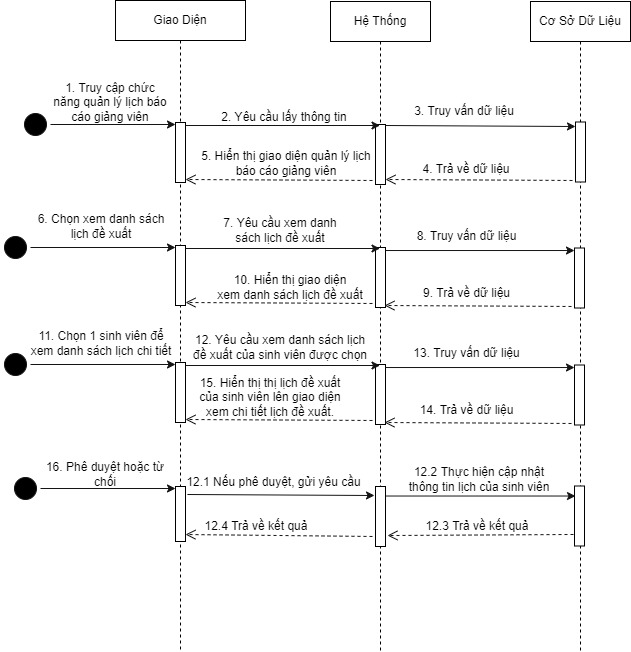 Giao Diện
Hệ Thống
Cơ Sở Dữ Liệu
1. Truy cập chức
năng quản lý lịch báo
cáo giảng viên
2. Yêu cầu lấy thông tin
3. Truy vấn dữ liệu
5. Hiển thị giao diện quản lý lịch
báo cáo giảng viên
4. Trả về dữ liệu
6. Chọn xem danh sách
lịch đề xuất
7. Yêu cầu xem danh
sách lịch đề xuất
8. Truy vấn dữ liệu
10. Hiển thị giao diện
xem danh sách lịch đề xuất
9. Trả về dữ liệu
11. Chọn 1 sinh viên để
xem danh sách lịch chi tiết
12. Yêu cầu xem danh sách lịch
đề xuất của sinh viên được chọn
13. Truy vấn dữ liệu
15. Hiển thị thị lịch đề xuất
của sinh viên lên giao diện
xem chi tiết lịch đề xuất.
14. Trả về dữ liệu
16. Phê duyệt hoặc từ
chối
12.1 Nếu phê duyệt, gửi yêu cầu
12.2 Thực hiện cập nhật
thông tin lịch của sinh viên
12.4 Trả về kết quả
12.3 Trả về kết quả